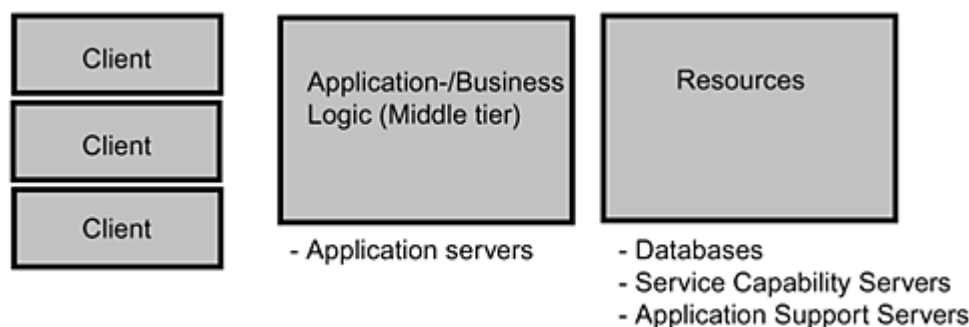 Client
Client
Client
Application-/Business
Logic (Middle tier)
- Application servers
Resources
- Databases
- Service Capability Servers
- Application Support Servers